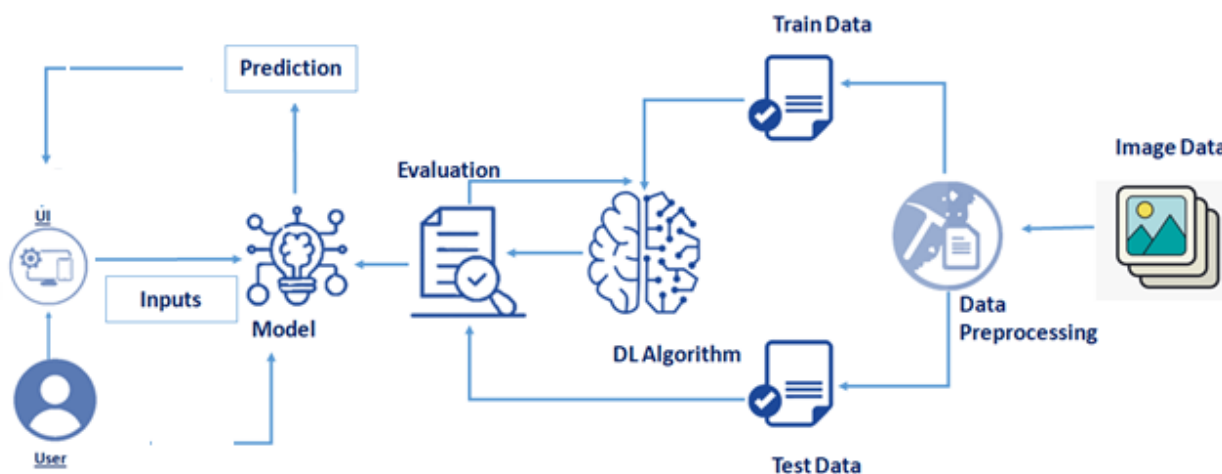 Train Data
Prediction
Image Data
Evaluation
UI
Inputs
Model
Data
Preprocessing
DL Algorithm
User
Test Data